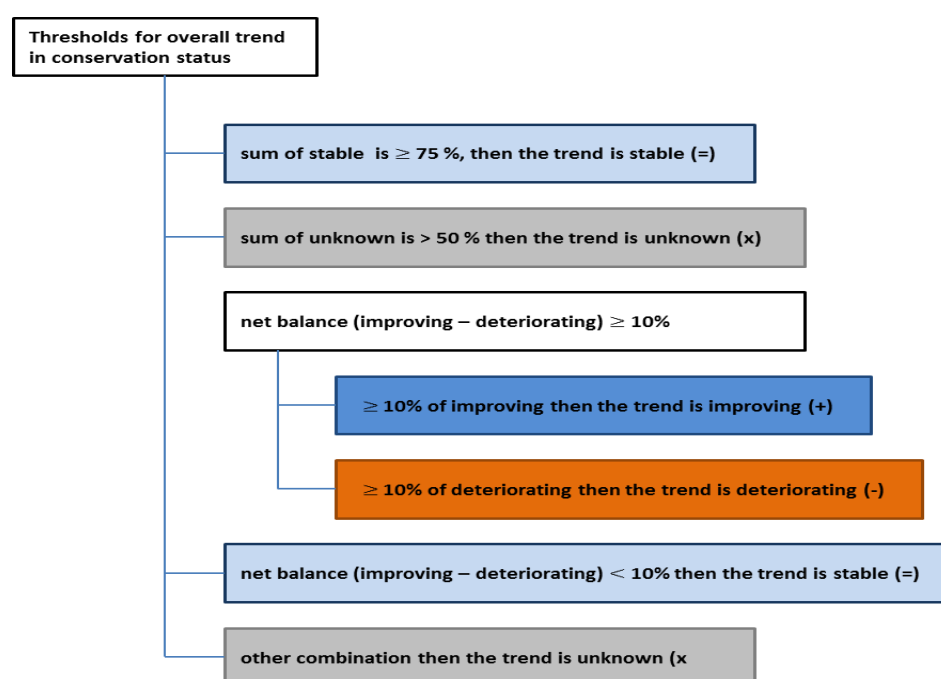 Thresholds for overall trend
in conservation status
sum of stable is ≥ 75 %, then the trend is stable (=)
sum of unknown is > 50 % then the trend is unknown (x)
net balance (improving – deteriorating) ≥ 10%
≥ 10% of improving then the trend is improving (+)
≥ 10% of deteriorating then the trend is deteriorating (-)
net balance (improving – deteriorating) < 10% then the trend is stable (=)
other combination then the trend is unknown (x